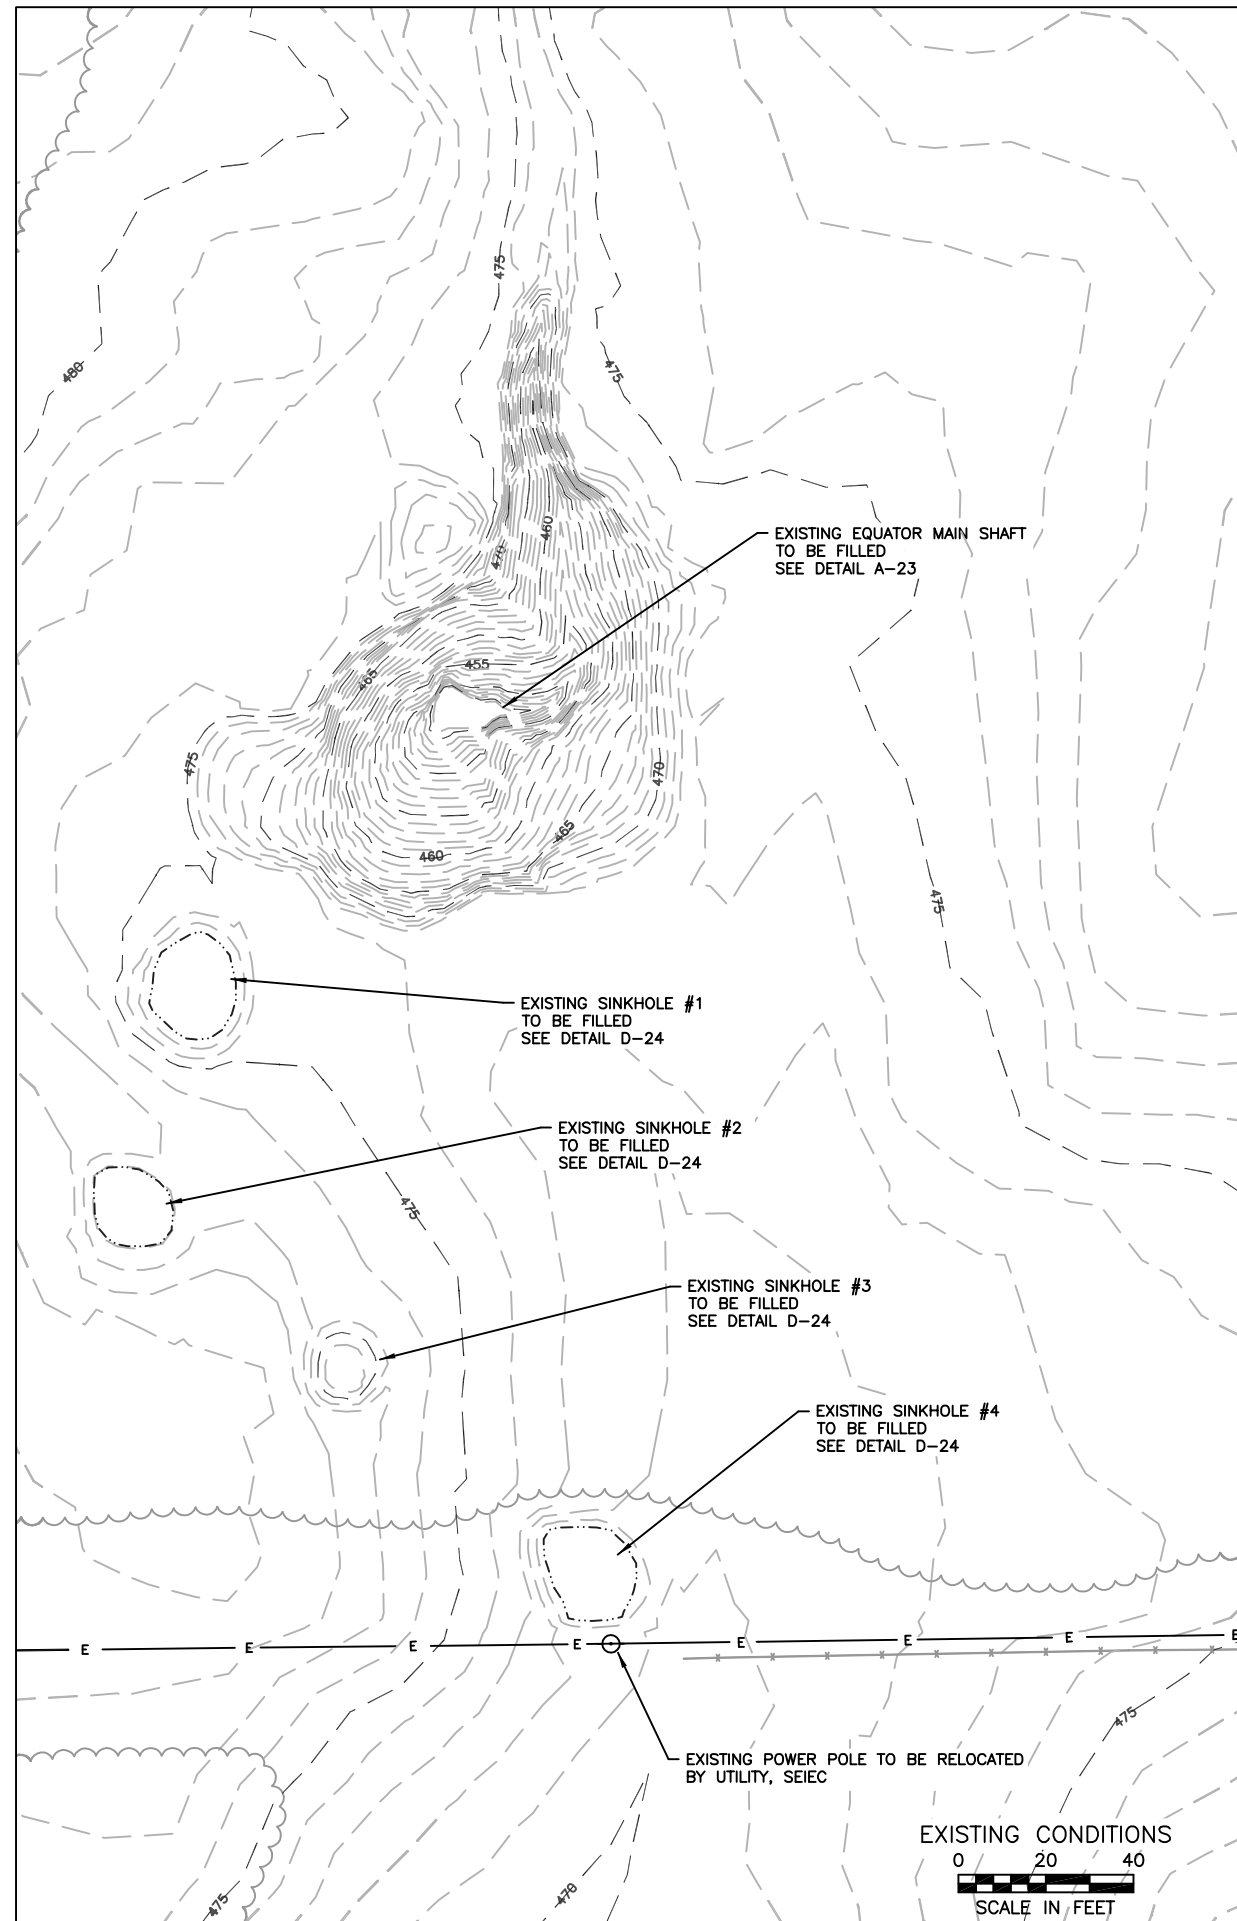 475
480
475
460
470
EXISTING EQUATOR MAIN SHAFT
TO BE FILLED
SEE DETAIL A-23
455
465
475
470
465
460
475
EXISTING SINKHOLE #1
TO BE FILLED
SEE DETAIL D-24
EXISTING SINKHOLE #2
TO BE FILLED
SEE DETAIL D-24
475
EXISTING SINKHOLE #3
TO BE FILLED
SEE DETAIL D-24
EXISTING SINKHOLE #4
TO BE FILLED
SEE DETAIL D-24
E E E E E E E E
475
EXISTING POWER POLE TO BE RELOCATED
BY UTILITY, SEIEC
EXISTING CONDITIONS
0 20 40
SCALE IN FEET
475
470